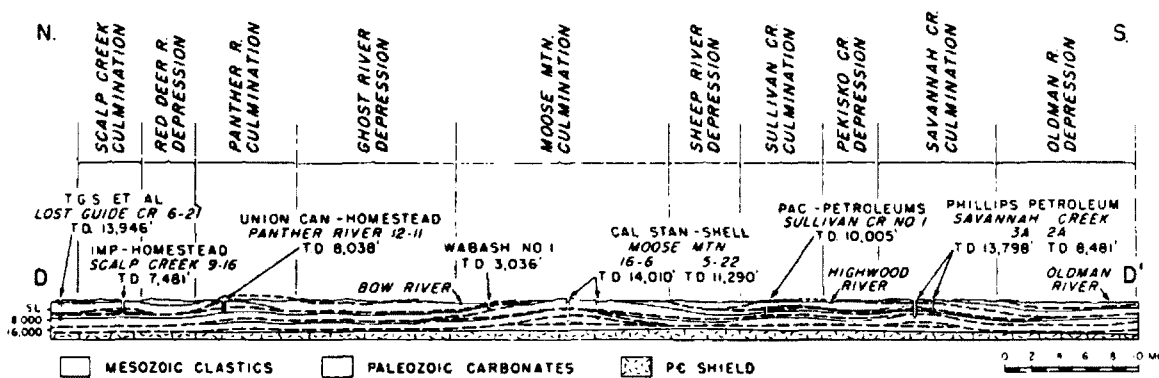 N.
S.
SCALP CREEK
CULMINATION
RED DEER R.
DEPRESSION
PANTHER R.
CULMINATION
GHOST RIVER
DEPRESSION
MOOSE MTN.
CULMINATION
SHEEP RIVER
DEPRESSION
SULLIVAN CR.
CULMINATION
PEKISKO CR.
DEPRESSION
SAVANNAH CR.
CULMINATION
OLDMAN R.
DEPRESSION
T G S ET AL
LOST GUIDE CR 6-21
T.D. 13,946'
IMP-HOMESTEAD
SCALP CREEK 9-16
T D 7,481'
UNION CAN-HOMESTEAD
PANTHER RIVER 12-11
T D 8,038'
WABASH NO 1
T D 3,036'
CAL STAN-SHELL
MOOSE MTN
16-6 5-22
T D 14,010' T D 11,290'
PAC-PETROLEUMS
SULLIVAN CR NO 1
T D 10,005'
PHILLIPS PETROLEUM
SAVANNAH CREEK
3A 2A
T D 13,798' T D 8,481'
D
BOW RIVER
HIGHWOOD
RIVER
OLDMAN
RIVER
D'
S L
8,000
16,000
MESOZOIC CLASTICS
PALEOZOIC CARBONATES
PЄ SHIELD
0 2 4 6 8